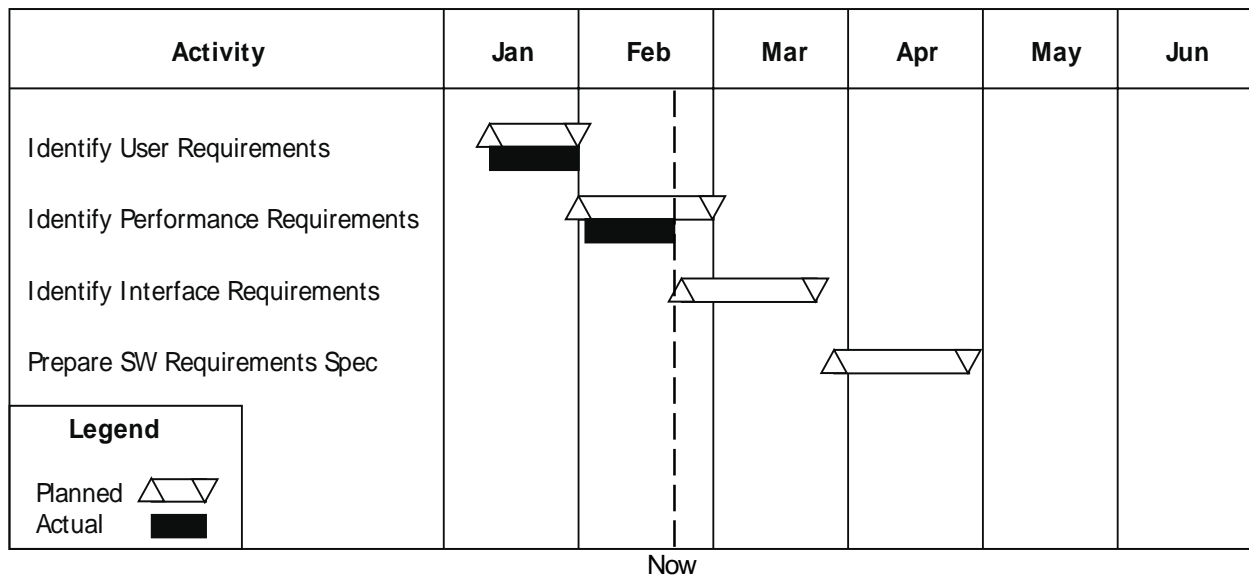 Activity Jan Feb Mar Apr May Jun
Identify User Requirements
Identify Performance Requirements
Identify Interface Requirements
Prepare SW Requirements Spec
Legend
Planned
Actual
Now